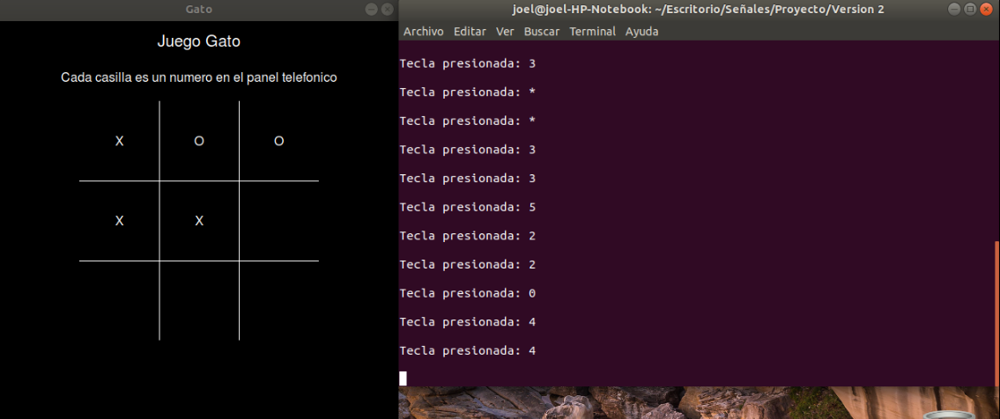 Gato
Juego Gato
Cada casilla es un numero en el panel telefonico
X O O
X X
joel@joel-HP-Notebook: ~/Escritorio/Señales/Proyecto/Version 2
Archivo Editar Ver Buscar Terminal Ayuda
Tecla presionada: 3
Tecla presionada: *
Tecla presionada: *
Tecla presionada: 3
Tecla presionada: 3
Tecla presionada: 5
Tecla presionada: 2
Tecla presionada: 2
Tecla presionada: 0
Tecla presionada: 4
Tecla presionada: 4